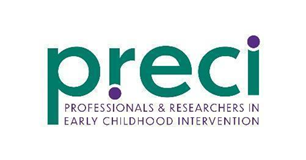 preci
PROFESSIONALS & RESEARCHERS IN
EARLY CHILDHOOD INTERVENTION